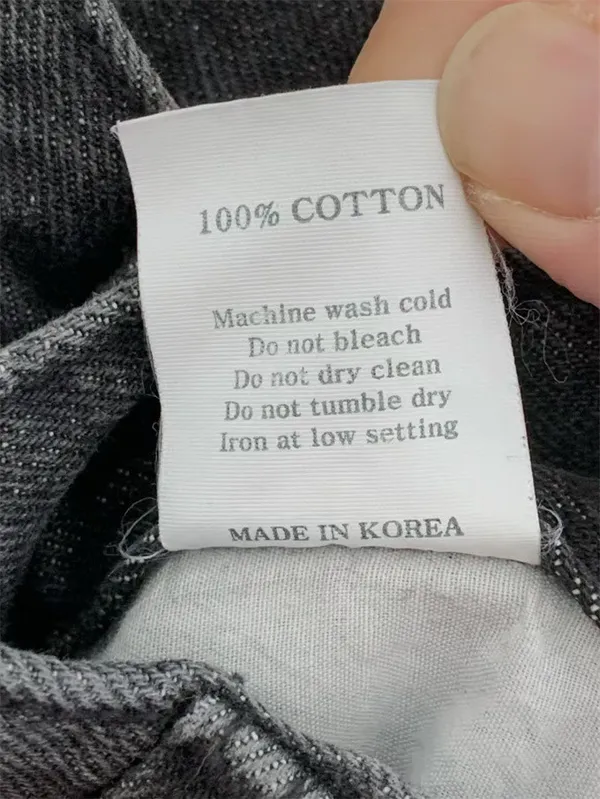 100% COTTON
Machine wash cold
Do not bleach
Do not dry clean
Do not tumble dry
Iron at low setting
MADE IN KOREA